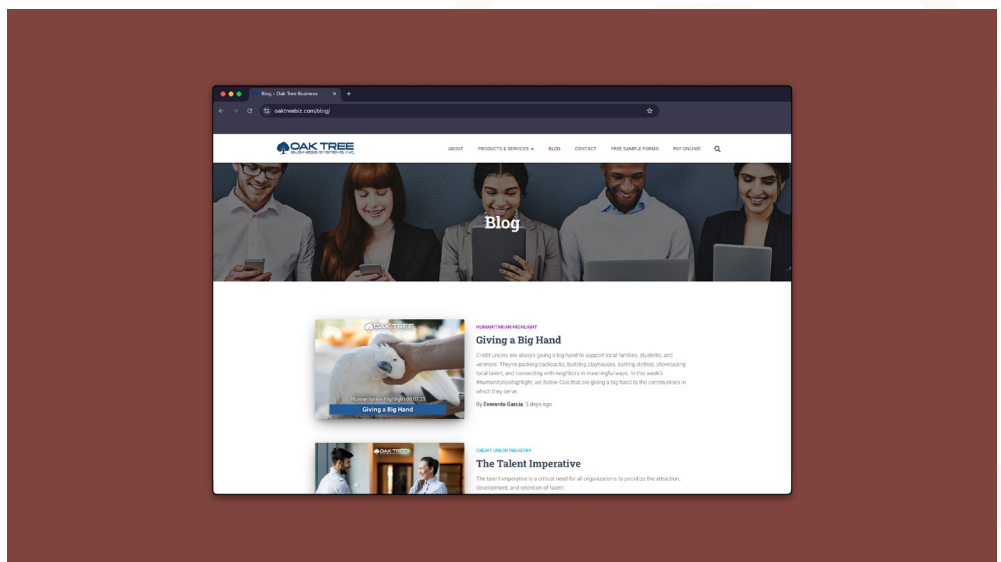 Blog - Oak Tree Business
oaktreebiz.com/blog/
OAK TREE
BUSINESS SYSTEMS, INC.
ABOUT
PRODUCTS & SERVICES
BLOG
CONTACT
FREE SAMPLE FORMS
PAY ONLINE!
Blog
OAK TREE
Humanitarian Highlight
Giving a Big Hand
HUMANITARIAN HIGHLIGHT
Giving a Big Hand
Credit unions are always giving a big hand to support local families, students, and
veterans. They're packing backpacks, building playhouses, sorting clothes, showcasing
local talent, and connecting with neighbors in meaningful ways. In this week's
#humanitarianhighlight, we follow CUs that are giving a big hand to the communities in
which they serve.
By Everardo Garcia, 3 days ago
OAK TREE
CREDIT UNION INDUSTRY
The Talent Imperative
The talent imperative is a critical need for all organizations to prioritize the attraction,
development, and retention of talent.